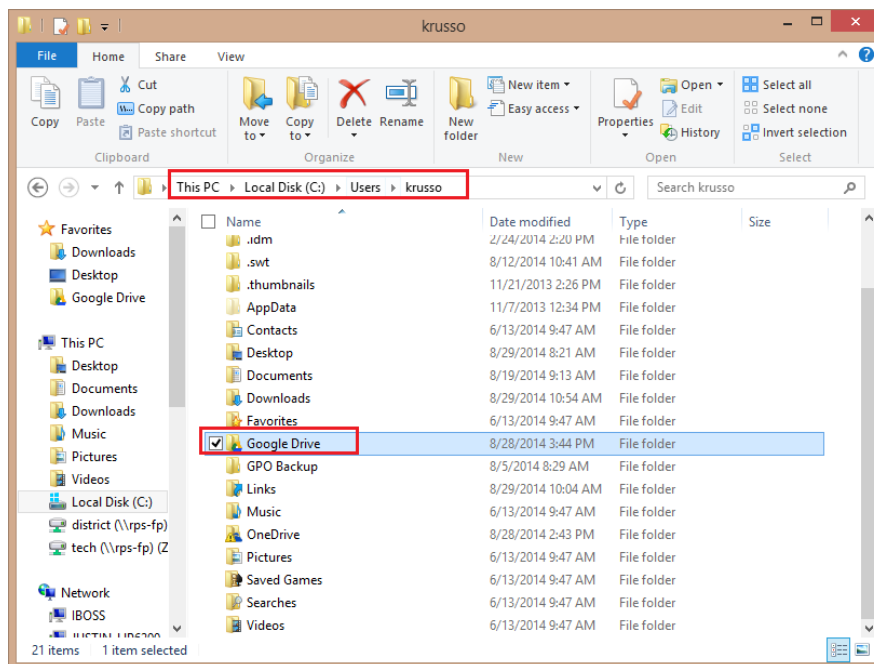 krusso
File Home Share View
Copy
Paste
Cut
Copy path
Paste shortcut
Clipboard
Move to
Copy to
Delete
Rename
Organize
New folder
New item
Easy access
New
Properties
Open
Edit
History
Open
Select all
Select none
Invert selection
Select
This PC Local Disk (C:) Users krusso
Search krusso
Favorites
Downloads
Desktop
Google Drive
This PC
Desktop
Documents
Downloads
Music
Pictures
Videos
Local Disk (C:)
district (\\rps-fp)
tech (\\rps-fp) (Z
Network
IBOSS
Name Date modified Type Size
.idm 2/24/2014 2:20 PM File folder
.swt 8/12/2014 10:41 AM File folder
.thumbnails 11/21/2013 2:26 PM File folder
AppData 11/7/2013 12:34 PM File folder
Contacts 6/13/2014 9:47 AM File folder
Desktop 8/29/2014 8:21 AM File folder
Documents 8/19/2014 9:13 AM File folder
Downloads 8/29/2014 10:54 AM File folder
Favorites 6/13/2014 9:47 AM File folder
Google Drive 8/28/2014 3:44 PM File folder
GPO Backup 8/5/2014 8:29 AM File folder
Links 8/29/2014 10:04 AM File folder
Music 6/13/2014 9:47 AM File folder
OneDrive 8/28/2014 2:43 PM File folder
Pictures 6/13/2014 9:47 AM File folder
Saved Games 6/13/2014 9:47 AM File folder
Searches 6/13/2014 9:47 AM File folder
Videos 6/13/2014 9:47 AM File folder
21 items 1 item selected